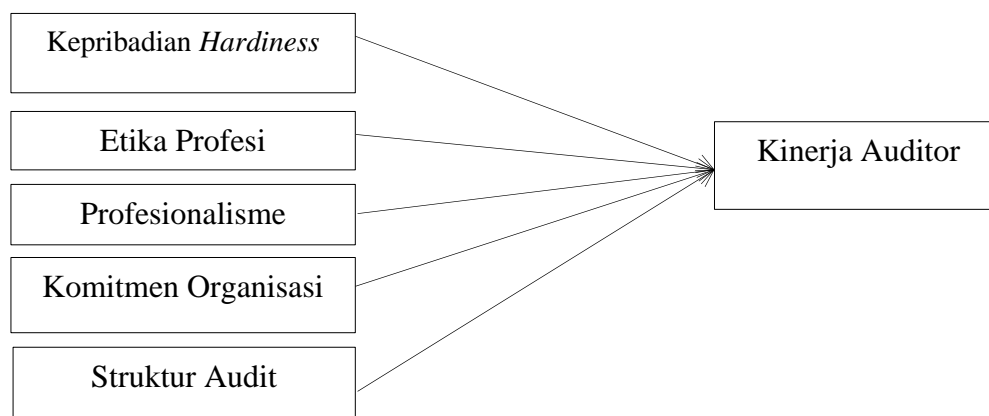 Kepribadian Hardiness
Etika Profesi
Profesionalisme
Komitmen Organisasi
Struktur Audit
Kinerja Auditor